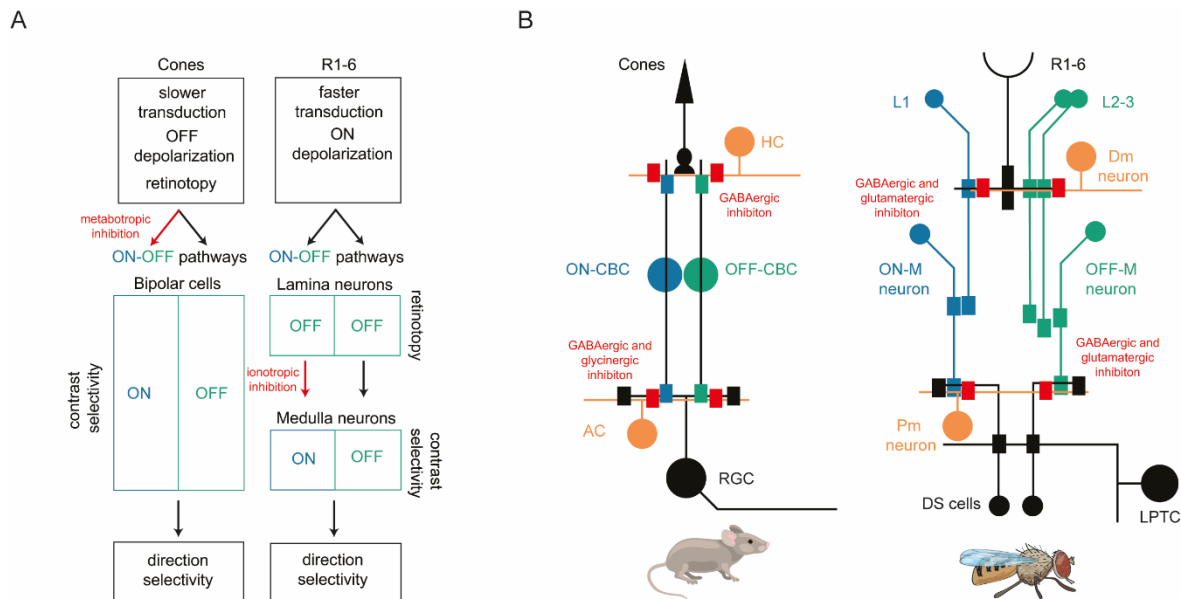 A
Cones
slower
transduction
OFF
depolarization
retinotopy
metabotropic
inhibition
ON-OFF pathways
Bipolar cells
ON
OFF
contrast
selectivity
direction
selectivity
R1-6
faster
transduction
ON
depolarization
ON-OFF pathways
Lamina neurons
OFF
OFF
retinotopy
ionotropic
inhibition
Medulla neurons
ON
OFF
contrast
selectivity
direction
selectivity
B
Cones
HC
GABAergic
inhibiton
ON-CBC
OFF-CBC
GABAergic and
glycinergic
inhibiton
AC
RGC
R1-6
L1
L2-3
Dm
neuron
GABAergic and
glutamatergic
inhibiton
ON-M
neuron
OFF-M
neuron
GABAergic and
glutamatergic
inhibiton
Pm
neuron
DS cells
LPTC